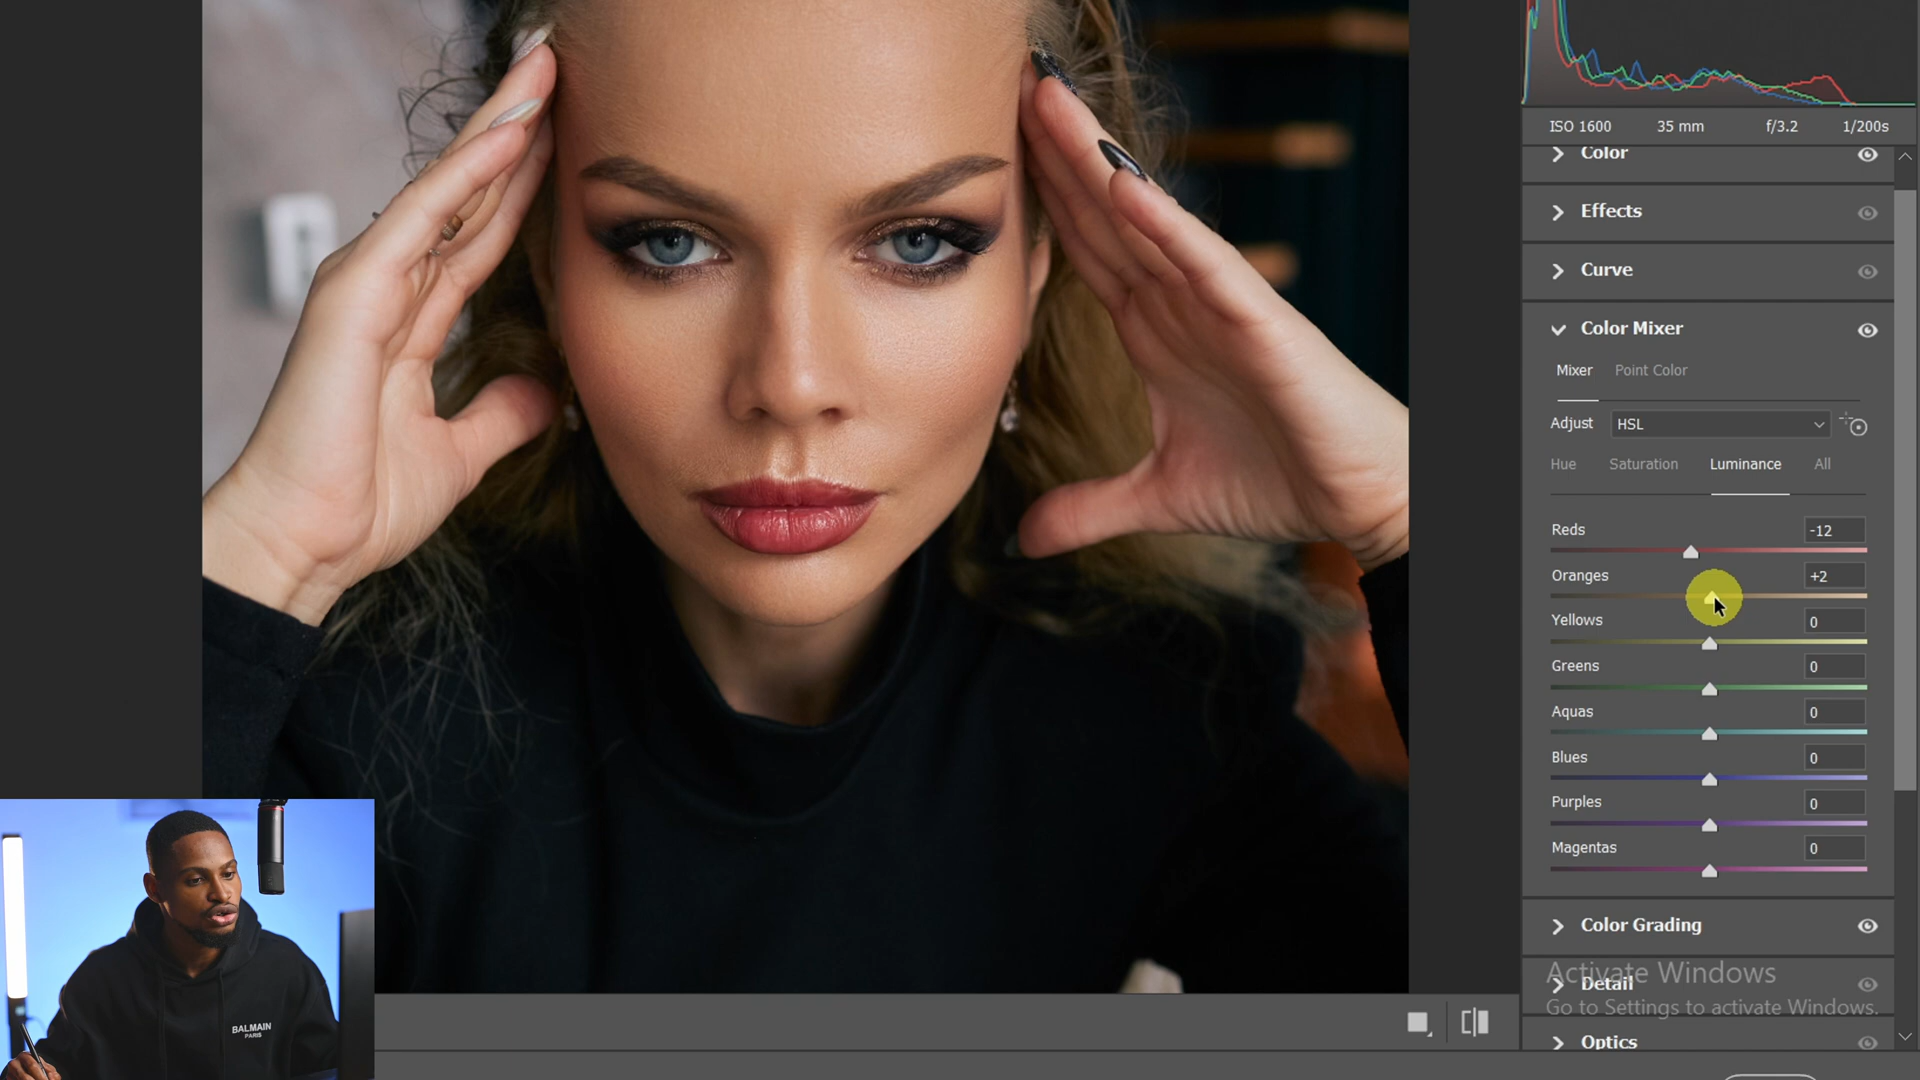 ISO 1600 35 mm f/3.2 1/200s
Color
Effects
Curve
Color Mixer
Mixer Point Color
Adjust HSL
Hue Saturation Luminance All
Reds -12
Oranges +2
Yellows 0
Greens 0
Aquas 0
Blues 0
Purples 0
Magentas 0
Color Grading
Activate Windows
Detail
Go to Settings to activate Windows.
Optics
BALMAIN
PARIS